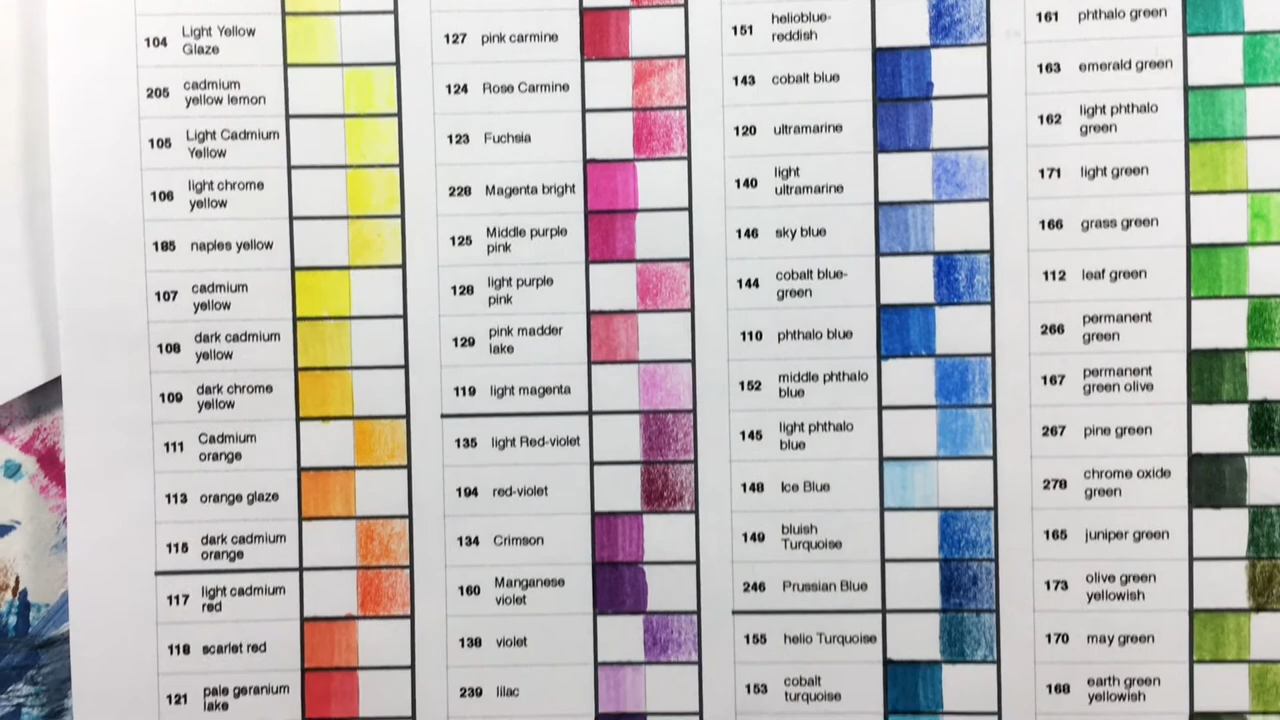 104 Light Yellow
Glaze
205 cadmium
yellow lemon
105 Light Cadmium
Yellow
106 light chrome
yellow
185 naples yellow
107 cadmium
yellow
108 dark cadmium
yellow
109 dark chrome
yellow
111 Cadmium
orange
113 orange glaze
115 dark cadmium
orange
117 light cadmium
red
118 scarlet red
121 pale geranium
lake
127 pink carmine
124 Rose Carmine
123 Fuchsia
228 Magenta bright
125 Middle purple
pink
128 light purple
pink
129 pink madder
lake
119 light magenta
135 light Red-violet
194 red-violet
134 Crimson
160 Manganese
violet
138 violet
239 lilac
151 helioblue-
reddish
143 cobalt blue
120 ultramarine
140 light
ultramarine
146 sky blue
144 cobalt blue-
green
110 phthalo blue
152 middle phthalo
blue
145 light phthalo
blue
148 Ice Blue
149 bluish
Turquoise
246 Prussian Blue
155 helio Turquoise
153 cobalt
turquoise
161 phthalo green
163 emerald green
162 light phthalo
green
171 light green
166 grass green
112 leaf green
266 permanent
green
167 permanent
green olive
267 pine green
278 chrome oxide
green
165 juniper green
173 olive green
yellowish
170 may green
168 earth green
yellowish